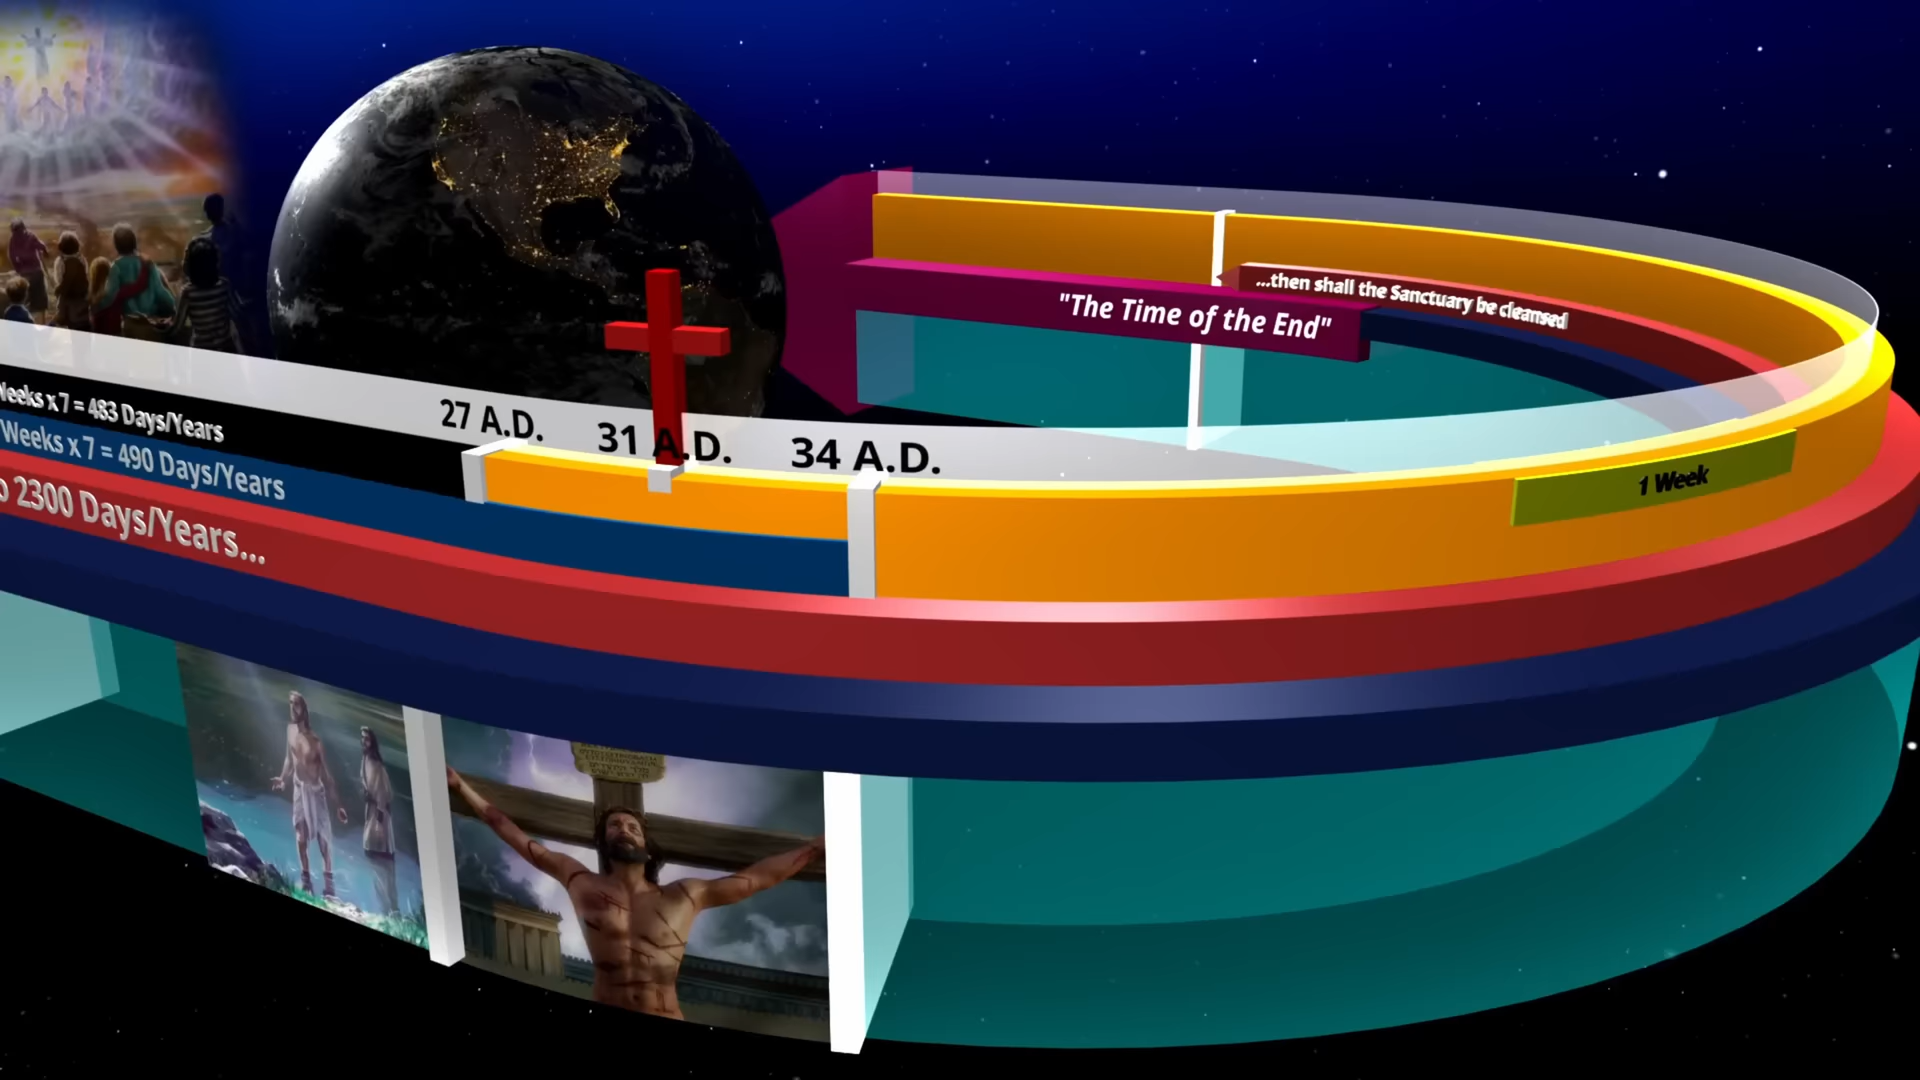 "The Time of the End"
...then shall the Sanctuary be cleansed
27 A.D.
31 A.D.
34 A.D.
1 Week
Weeks x 7 = 483 Days/Years
Weeks x 7 = 490 Days/Years
2300 Days/Years...